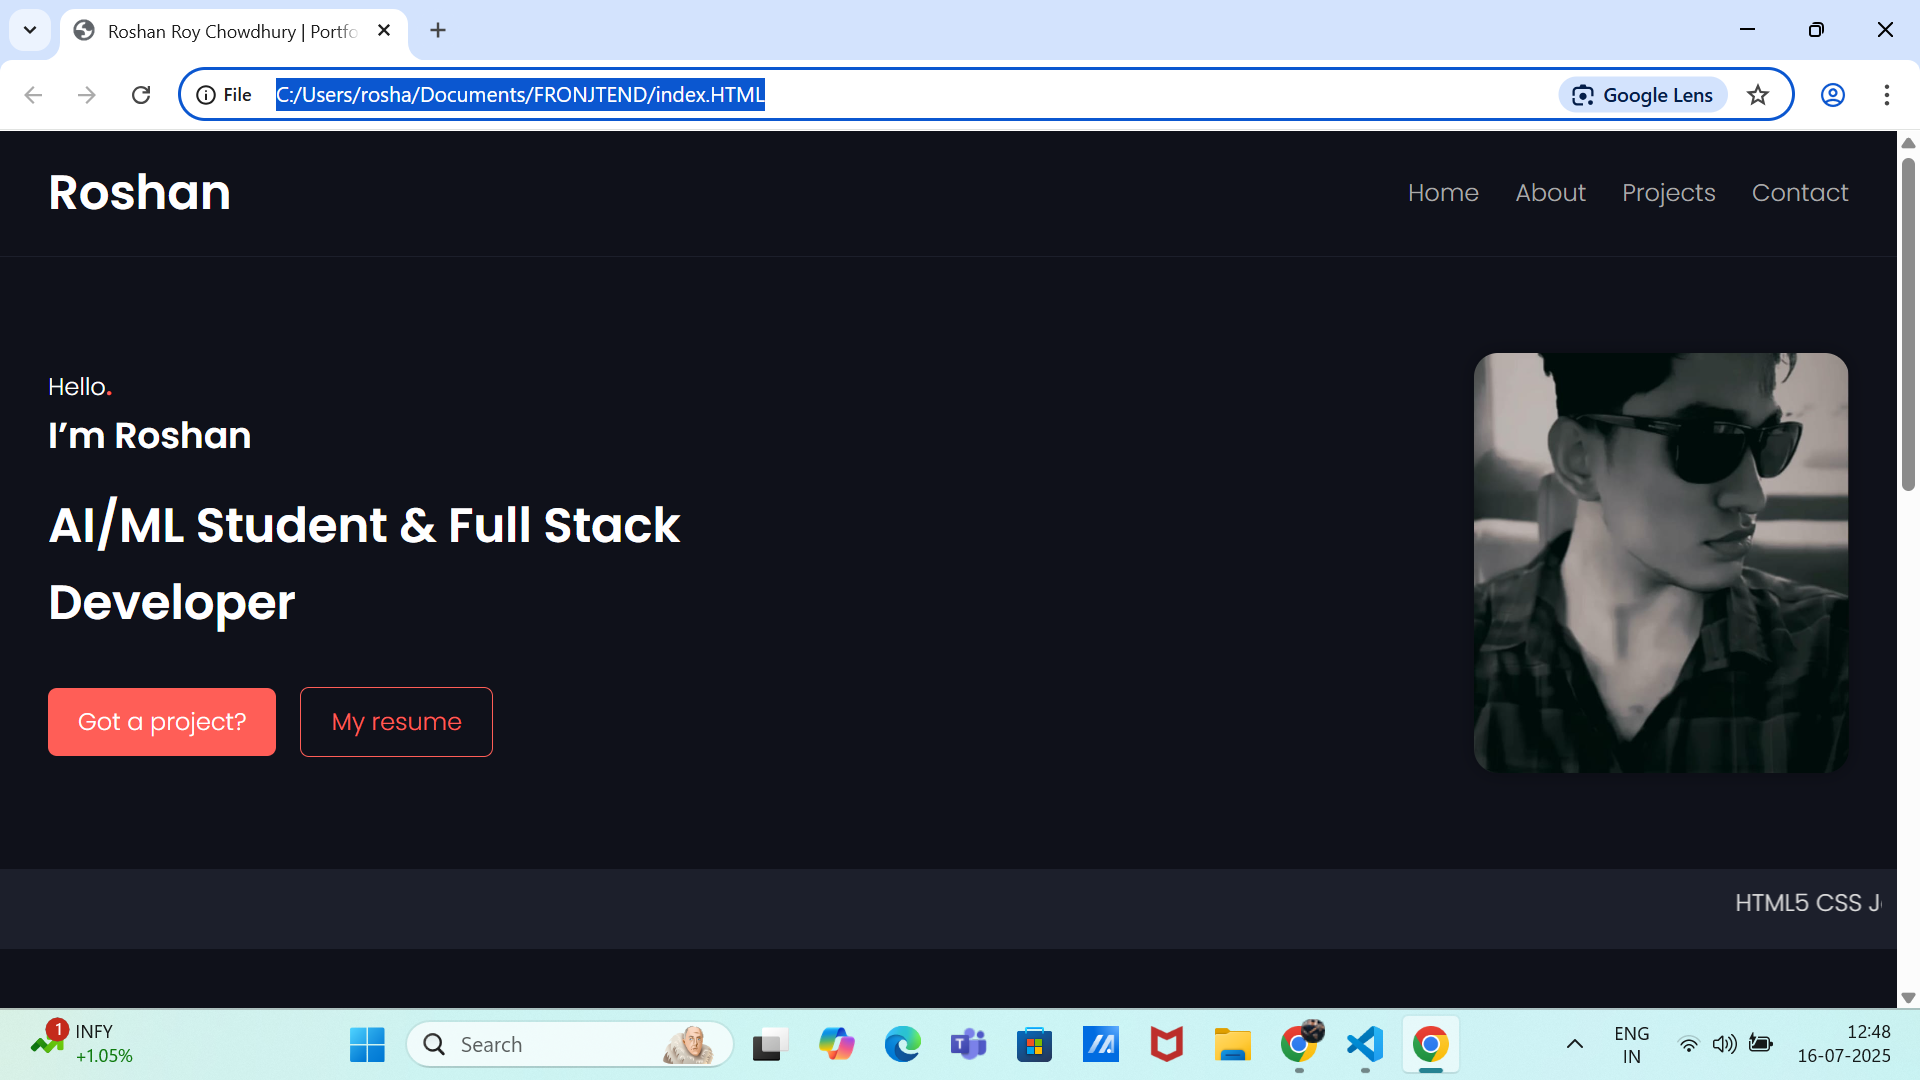 Roshan Roy Chowdhury | Portfo
File
C:/Users/rosha/Documents/FRONJTEND/index.HTML
Google Lens
Roshan
Home About Projects Contact
Hello.
I’m Roshan
AI/ML Student & Full Stack
Developer
Got a project? My resume
HTML5 CSS J
1
INFY
+1.05%
Search
ENG
IN
12:48
16-07-2025